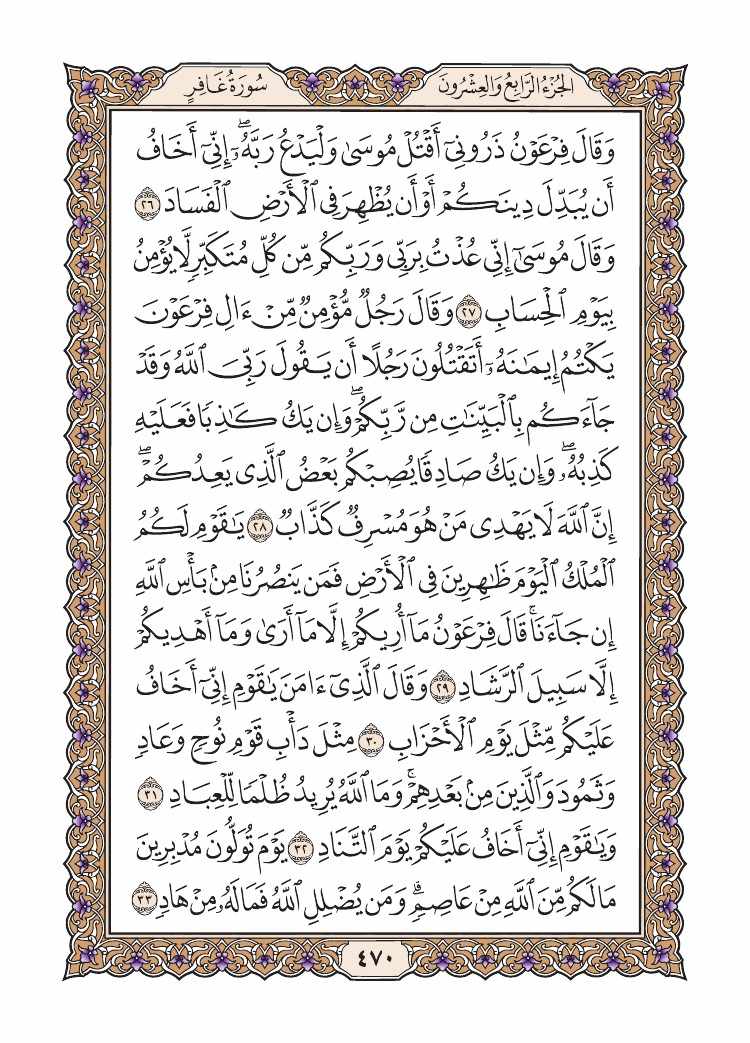 الجُزْءُ الرَّابِعُ وَالعِشْرُونَ
سُورَةُ غَافِرٍ
وَقَالَ فِرْعَوْنُ ذَرُونِيٓ أَقْتُلْ مُوسَىٰ وَلْيَدْعُ رَبَّهُۥٓۖ إِنِّيٓ أَخَافُ
أَن يُبَدِّلَ دِينَكُمْ أَوْ أَن يُظْهِرَ فِي ٱلْأَرْضِ ٱلْفَسَادَ ٢٦
وَقَالَ مُوسَىٰٓ إِنِّي عُذْتُ بِرَبِّي وَرَبِّكُم مِّن كُلِّ مُتَكَبِّرٍ لَّا يُؤْمِنُ
بِيَوْمِ ٱلْحِسَابِ ٢٧ وَقَالَ رَجُلٌ مُّؤْمِنٌ مِّنْ ءَالِ فِرْعَوْنَ
يَكْتُمُ إِيمَٰنَهُۥٓ أَتَقْتُلُونَ رَجُلًا أَن يَقُولَ رَبِّيَ ٱللَّهُ وَقَدْ
جَآءَكُم بِٱلْبَيِّنَٰتِ مِن رَّبِّكُمْۖ وَإِن يَكُ كَٰذِبًا فَعَلَيْهِ
كَذِبُهُۥۖ وَإِن يَكُ صَادِقًا يُصِبْكُم بَعْضُ ٱلَّذِي يَعِدُكُمْۖ
إِنَّ ٱللَّهَ لَا يَهْدِي مَنْ هُوَ مُسْرِفٌ كَذَّابٌ ٢٨ يَٰقَوْمِ لَكُمُ
ٱلْمُلْكُ ٱلْيَوْمَ ظَٰهِرِينَ فِي ٱلْأَرْضِ فَمَن يَنصُرُنَا مِنۢ بَأْسِ ٱللَّهِ
إِن جَآءَنَاۚ قَالَ فِرْعَوْنُ مَآ أُرِيكُمْ إِلَّا مَآ أَرَىٰ وَمَآ أَهْدِيكُمْ
إِلَّا سَبِيلَ ٱلرَّشَادِ ٢٩ وَقَالَ ٱلَّذِيٓ ءَامَنَ يَٰقَوْمِ إِنِّيٓ أَخَافُ
عَلَيْكُم مِّثْلَ يَوْمِ ٱلْأَحْزَابِ ٣٠ مِثْلَ دَأْبِ قَوْمِ نُوحٍ وَعَادٍ
وَثَمُودَ وَٱلَّذِينَ مِنۢ بَعْدِهِمْۚ وَمَا ٱللَّهُ يُرِيدُ ظُلْمًا لِّلْعِبَادِ ٣١
وَيَٰقَوْمِ إِنِّيٓ أَخَافُ عَلَيْكُمْ يَوْمَ ٱلتَّنَادِ ٣٢ يَوْمَ تُوَلُّونَ مُدْبِرِينَ
مَا لَكُم مِّنَ ٱللَّهِ مِنْ عَاصِمٍۗ وَمَن يُضْلِلِ ٱللَّهُ فَمَا لَهُۥ مِنْ هَادٍ ٣٣
٤٧٠